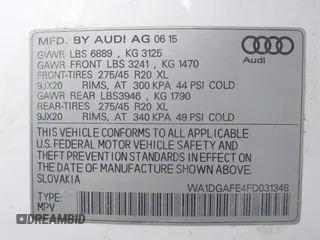 MFD. BY AUDI AG 06 15
GVWR LBS 6889 , KG 3125
GAWR FRONT LBS 3241 , KG 1470
FRONT-TIRES 275/45 R20 XL
9JX20 RIMS, AT 300 KPA 44 PSI COLD
GAWR REAR LBS3946 , KG 1790
REAR-TIRES 275/45 R20 XL
9JX20 RIMS, AT 340 KPA 49 PSI COLD
Audi
THIS VEHICLE CONFORMS TO ALL APPLICABLE
U.S. FEDERAL MOTOR VEHICLE SAFETY AND
THEFT PREVENTION STANDARDS IN EFFECT ON
THE DATE OF MANUFACTURE SHOWN ABOVE.
SLOVAKIA WA1DGAFE4FD031348
TYPE:
MPV